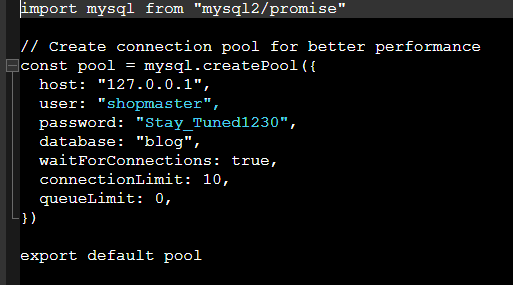 import mysql from "mysql2/promise"

// Create connection pool for better performance
const pool = mysql.createPool({
  host: "127.0.0.1",
  user: "shopmaster",
  password: "Stay_Tuned1230",
  database: "blog",
  waitForConnections: true,
  connectionLimit: 10,
  queueLimit: 0,
})

export default pool